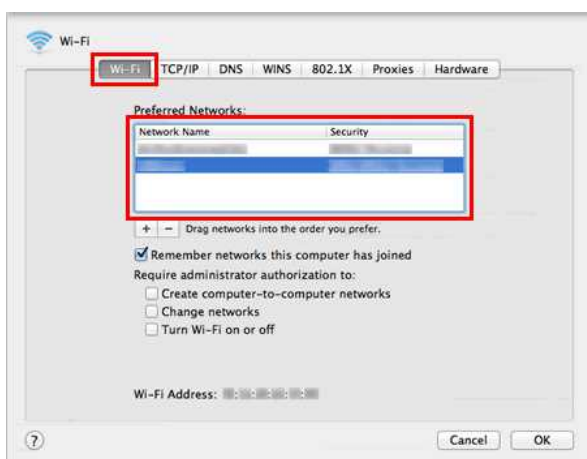 Wi-Fi
Wi-Fi TCP/IP DNS WINS 802.1X Proxies Hardware
Preferred Networks:
Network Name Security
+ - Drag networks into the order you prefer.
Remember networks this computer has joined
Require administrator authorization to:
Create computer-to-computer networks
Change networks
Turn Wi-Fi on or off
Wi-Fi Address:
? Cancel OK